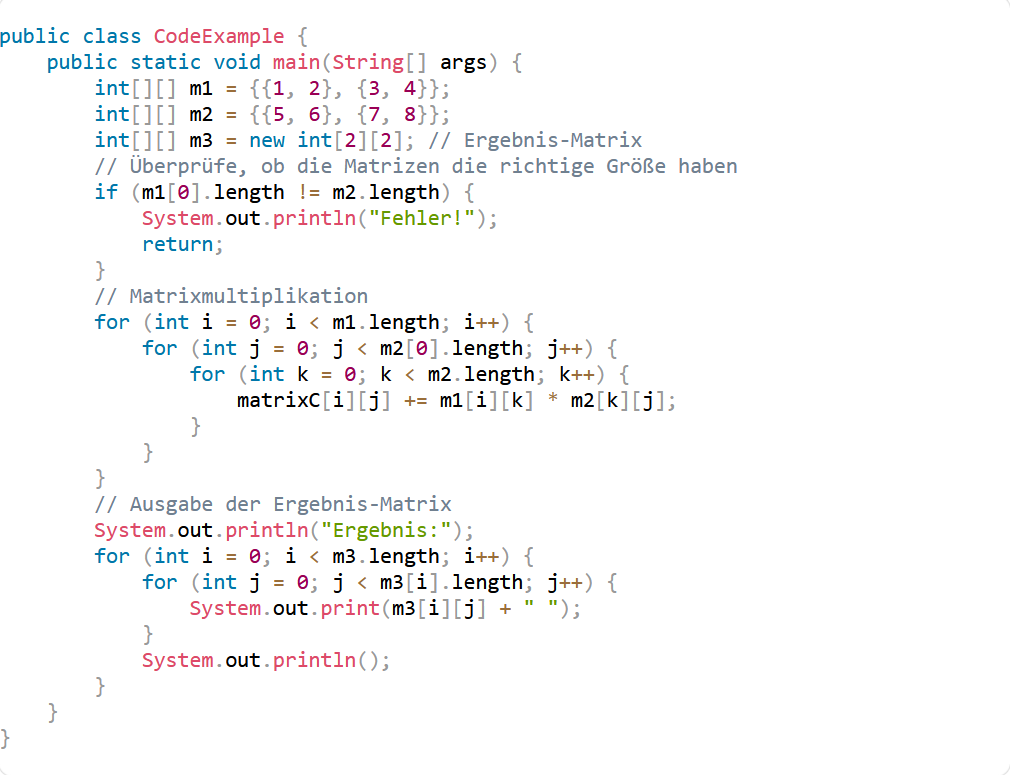 public class CodeExample {
    public static void main(String[] args) {
        int[][] m1 = {{1, 2}, {3, 4}};
        int[][] m2 = {{5, 6}, {7, 8}};
        int[][] m3 = new int[2][2]; // Ergebnis-Matrix
        // Überprüfe, ob die Matrizen die richtige Größe haben
        if (m1[0].length != m2.length) {
            System.out.println("Fehler!");
            return;
        }
        // Matrixmultiplikation
        for (int i = 0; i < m1.length; i++) {
            for (int j = 0; j < m2[0].length; j++) {
                for (int k = 0; k < m2.length; k++) {
                    matrixC[i][j] += m1[i][k] * m2[k][j];
                }
            }
        }
        // Ausgabe der Ergebnis-Matrix
        System.out.println("Ergebnis:");
        for (int i = 0; i < m3.length; i++) {
            for (int j = 0; j < m3[i].length; j++) {
                System.out.print(m3[i][j] + " ");
            }
            System.out.println();
        }
    }
}